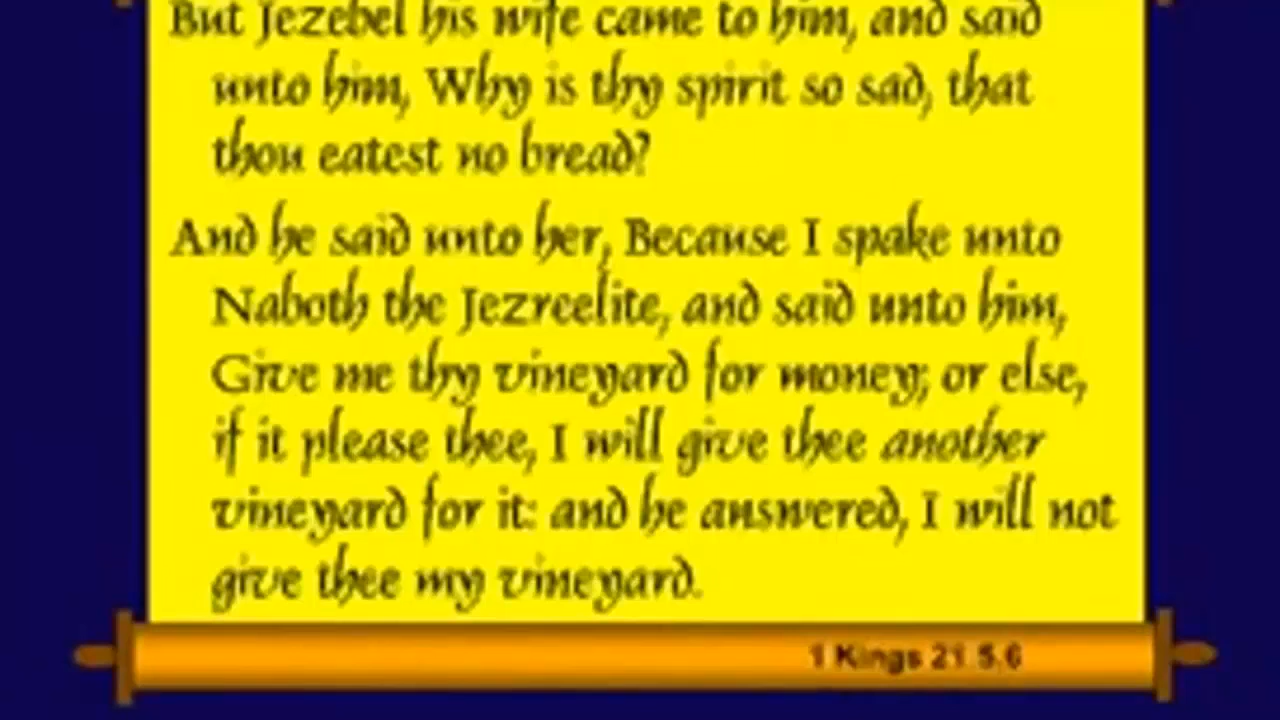 But Jezebel his wife came to him, and said
unto him, Why is thy spirit so sad, that
thou eatest no bread?
And he said unto her, Because I spake unto
Naboth the Jezreelite, and said unto him,
Give me thy vineyard for money; or else,
if it please thee, I will give thee another
vineyard for it: and he answered, I will not
give thee my vineyard.
1 Kings 21.5,6